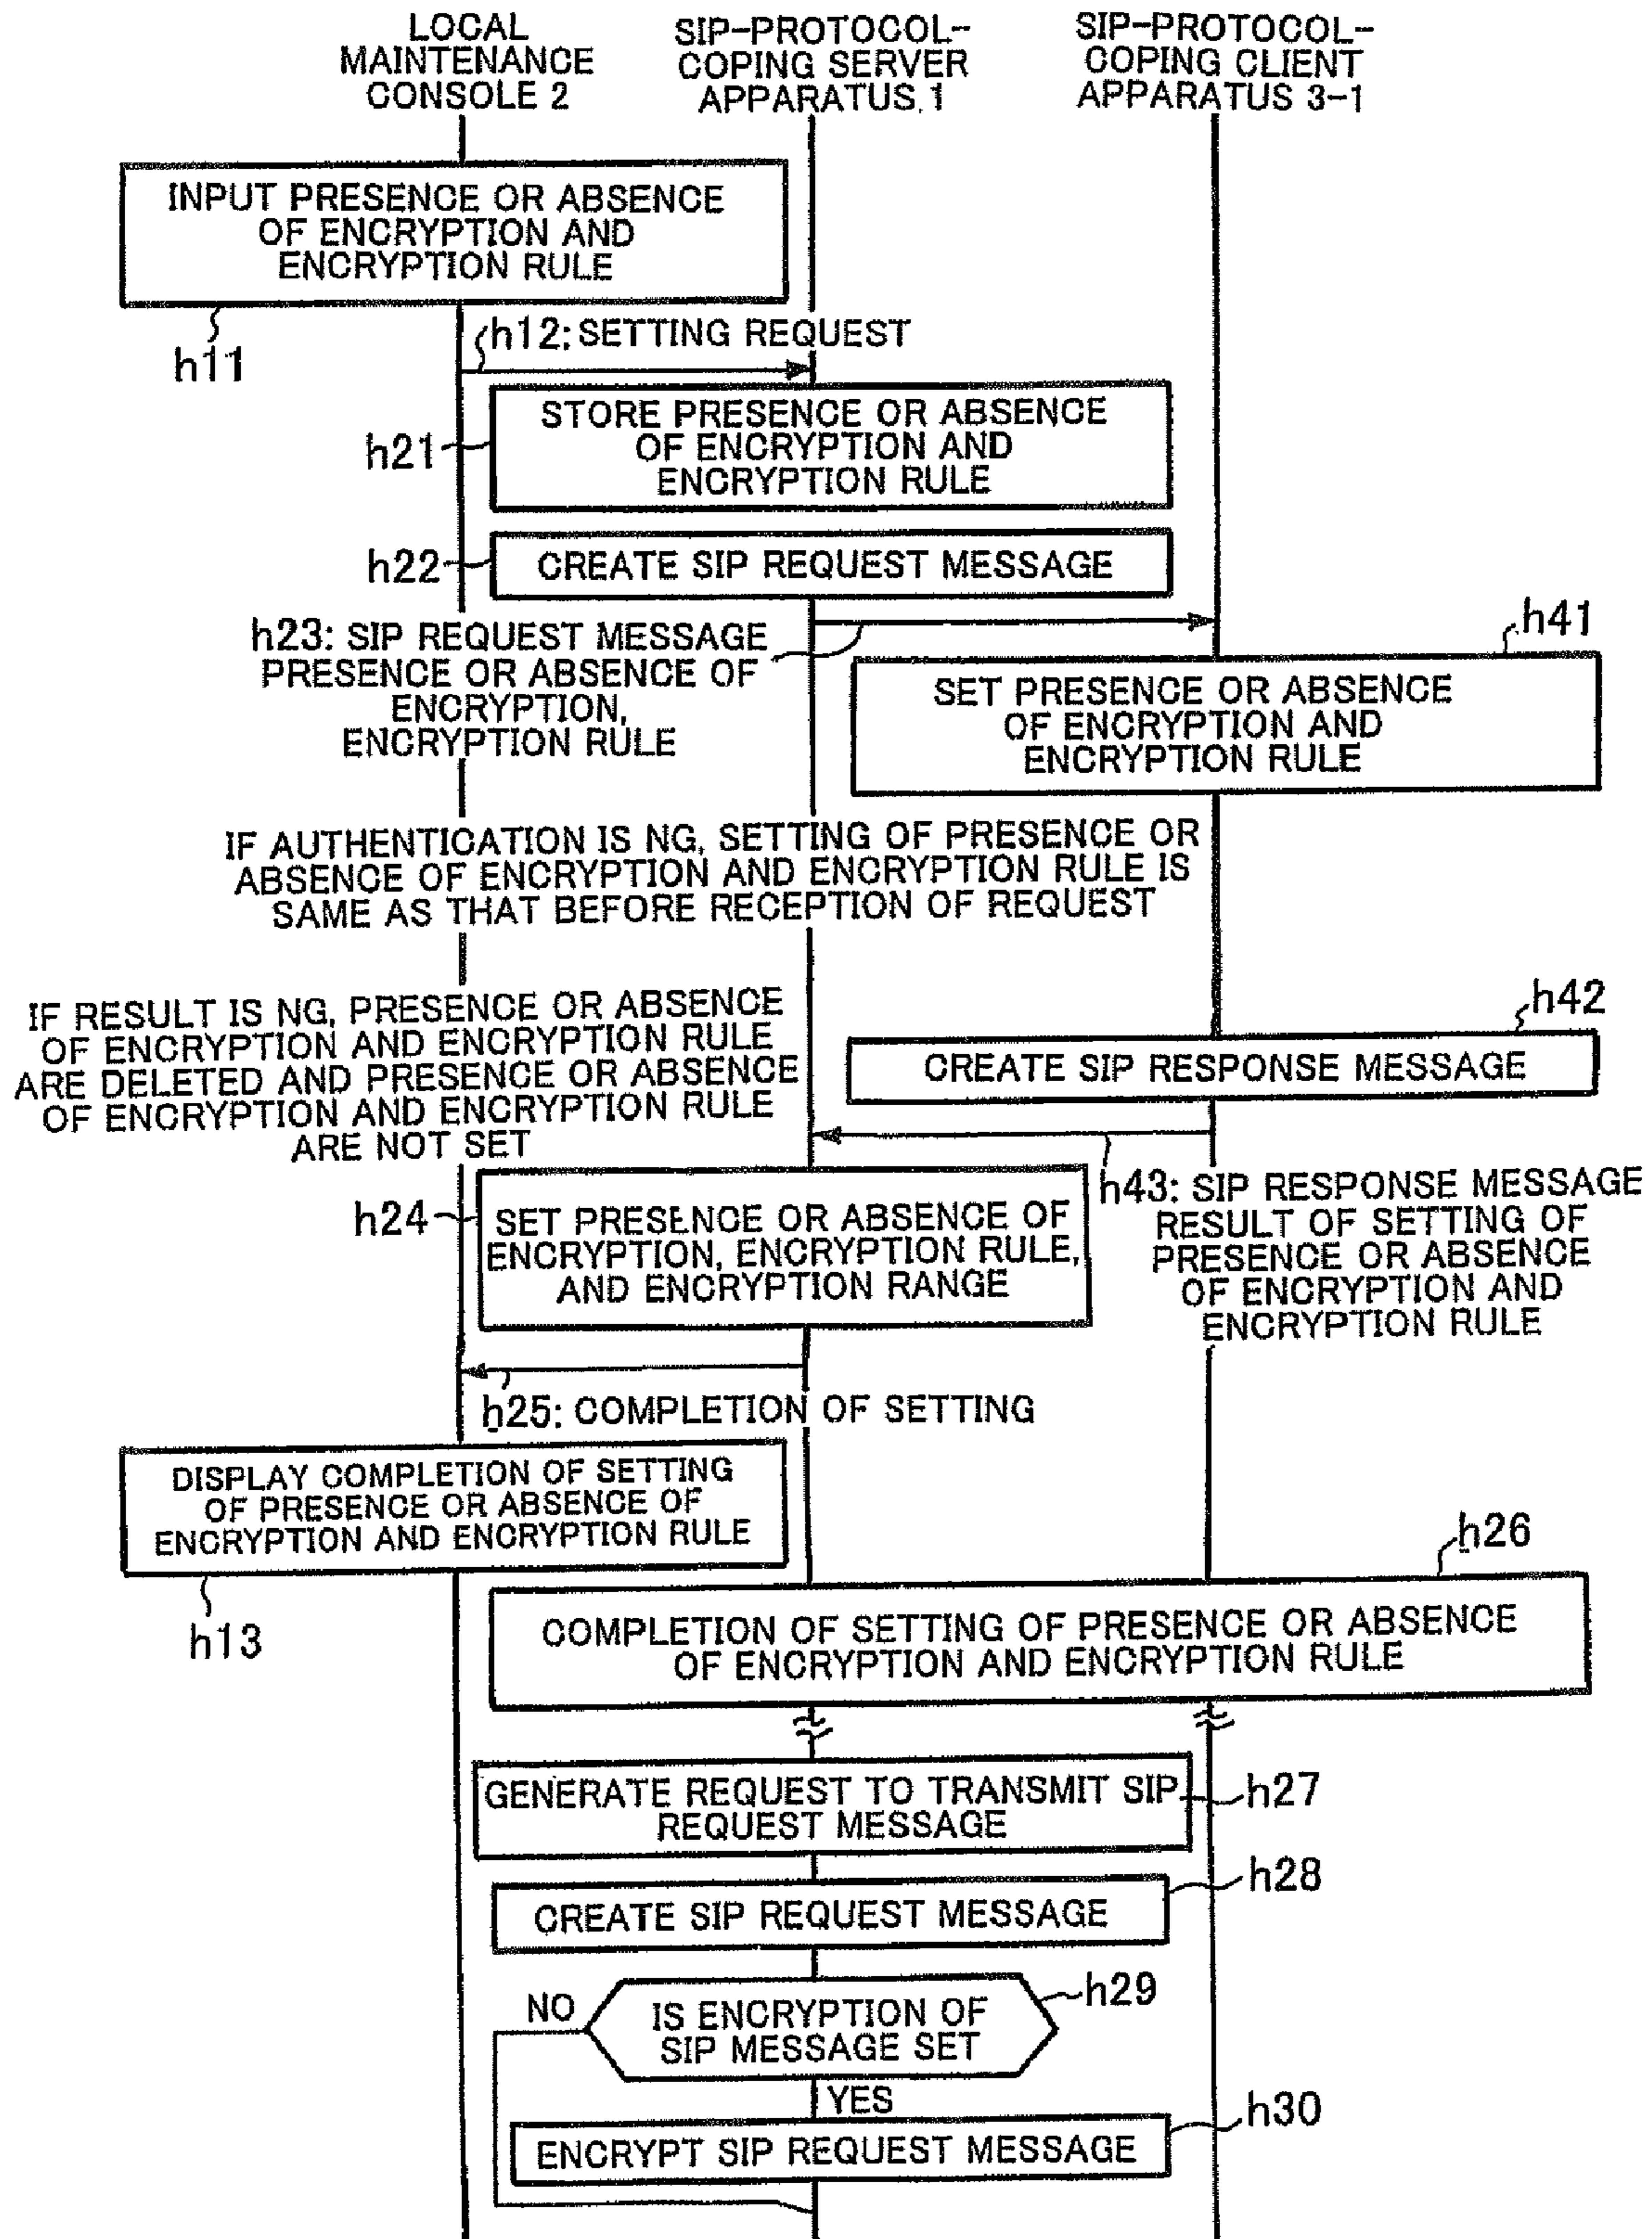 LOCAL
MAINTENANCE
CONSOLE 2
SIP-PROTOCOL-
COPING SERVER
APPARATUS 1
SIP-PROTOCOL-
COPING CLIENT
APPARATUS 3-1
INPUT PRESENCE OR ABSENCE
OF ENCRYPTION AND
ENCRYPTION RULE
h11
h12: SETTING REQUEST
STORE PRESENCE OR ABSENCE
OF ENCRYPTION AND
ENCRYPTION RULE
h21
h22
CREATE SIP REQUEST MESSAGE
h23: SIP REQUEST MESSAGE
PRESENCE OR ABSENCE OF
ENCRYPTION,
ENCRYPTION RULE
h41
SET PRESENCE OR ABSENCE
OF ENCRYPTION AND
ENCRYPTION RULE
IF AUTHENTICATION IS NG, SETTING OF PRESENCE OR
ABSENCE OF ENCRYPTION AND ENCRYPTION RULE IS
SAME AS THAT BEFORE RECEPTION OF REQUEST
IF RESULT IS NG, PRESENCE OR ABSENCE
OF ENCRYPTION AND ENCRYPTION RULE
ARE DELETED AND PRESENCE OR ABSENCE
OF ENCRYPTION AND ENCRYPTION RULE
ARE NOT SET
h42
CREATE SIP RESPONSE MESSAGE
h43: SIP RESPONSE MESSAGE
RESULT OF SETTING OF
PRESENCE OR ABSENCE
OF ENCRYPTION AND
ENCRYPTION RULE
h24
SET PRESENCE OR ABSENCE OF
ENCRYPTION, ENCRYPTION RULE,
AND ENCRYPTION RANGE
h25: COMPLETION OF SETTING
DISPLAY COMPLETION OF SETTING
OF PRESENCE OR ABSENCE OF
ENCRYPTION AND ENCRYPTION RULE
h13
h26
COMPLETION OF SETTING OF PRESENCE OR ABSENCE
OF ENCRYPTION AND ENCRYPTION RULE
GENERATE REQUEST TO TRANSMIT SIP
REQUEST MESSAGE
h27
h28
CREATE SIP REQUEST MESSAGE
h29
NO
IS ENCRYPTION OF
SIP MESSAGE SET
YES
h30
ENCRYPT SIP REQUEST MESSAGE